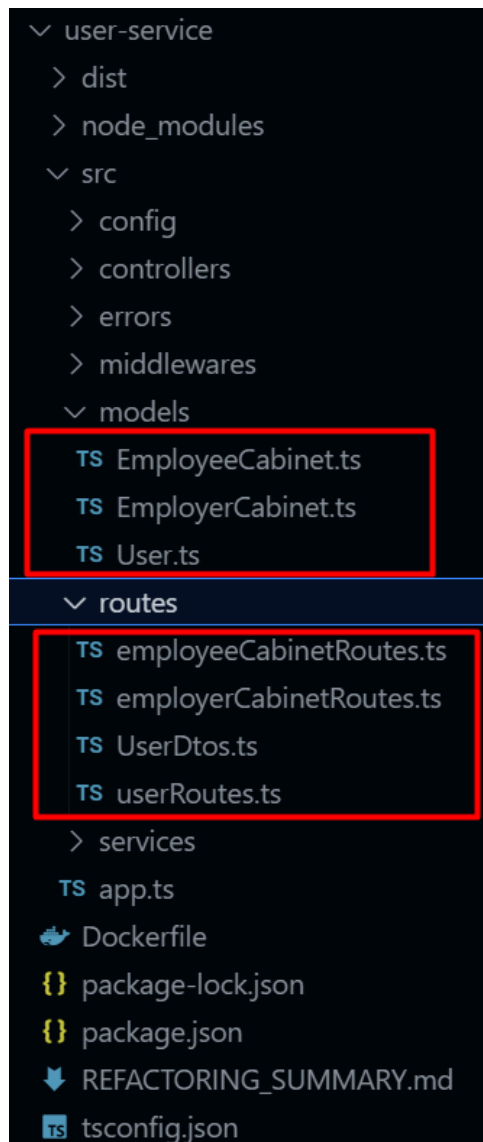 user-service
dist
node_modules
src
config
controllers
errors
middlewares
models
TS EmployeeCabinet.ts
TS EmployerCabinet.ts
TS User.ts
routes
TS employeeCabinetRoutes.ts
TS employerCabinetRoutes.ts
TS UserDtos.ts
TS userRoutes.ts
services
TS app.ts
Dockerfile
{} package-lock.json
{} package.json
REFACTORING_SUMMARY.md
TS tsconfig.json